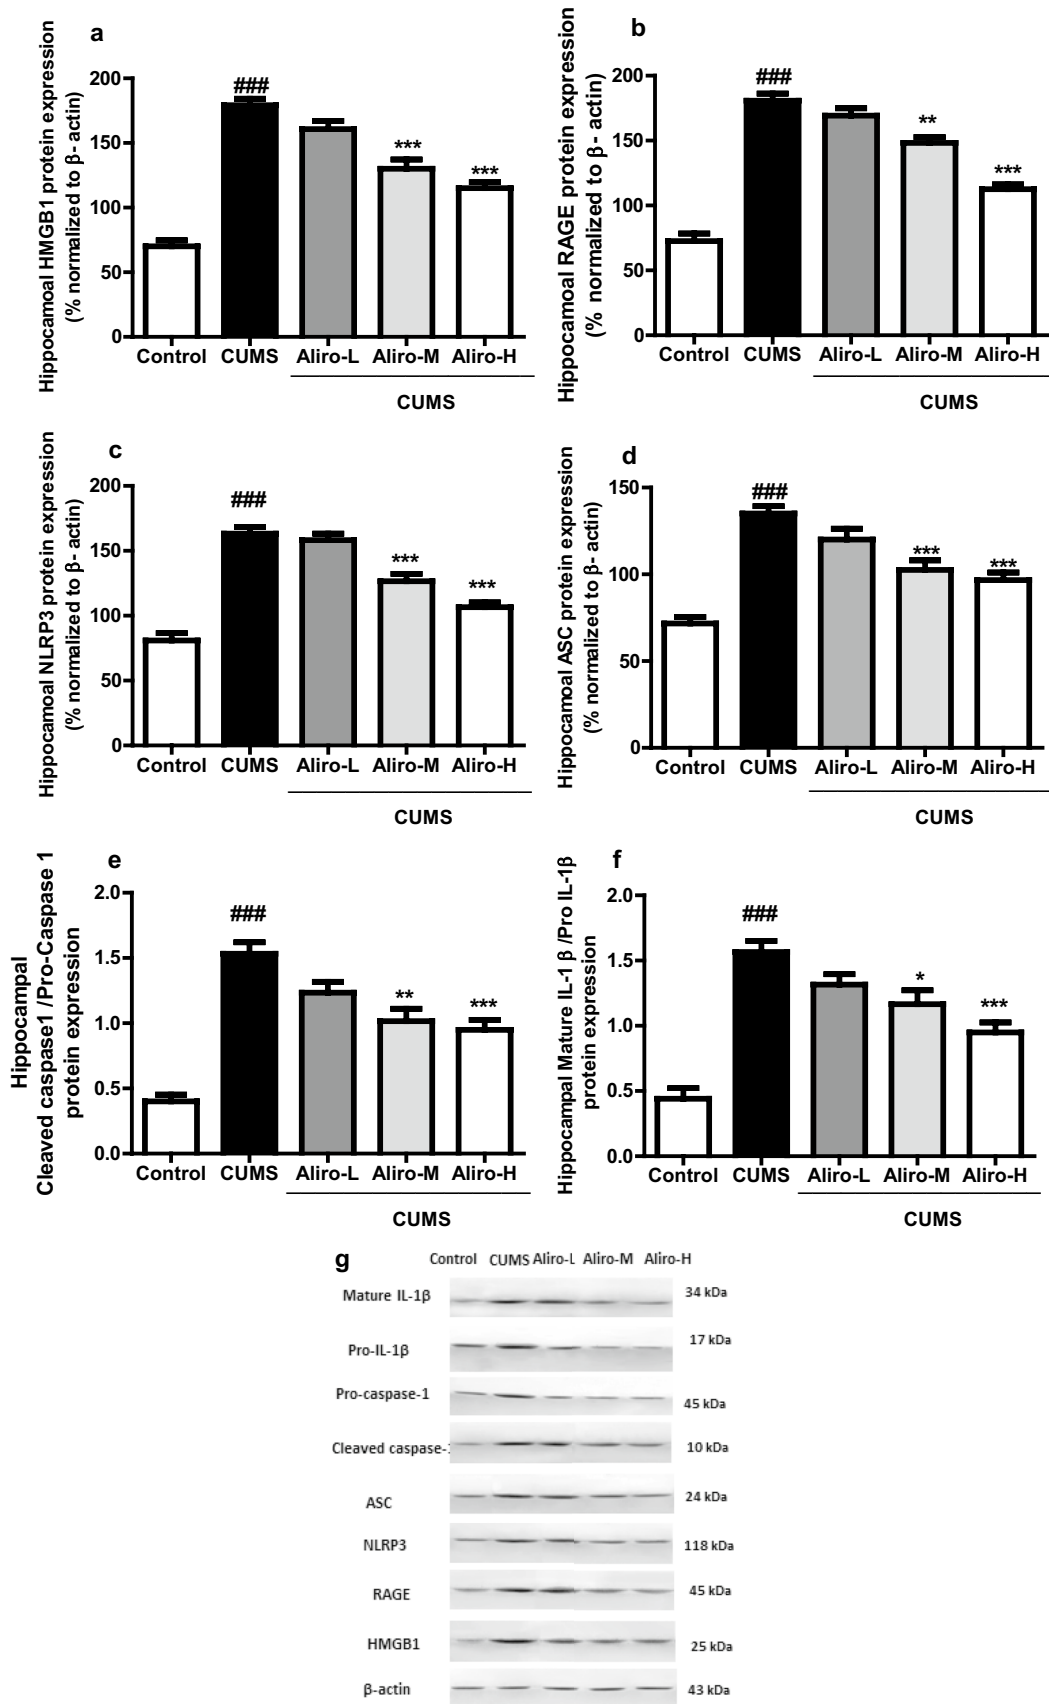 a
Hippocamoal HMGB1 protein expression
(% normalized to β- actin)
200
150
100
50
0
###
***
***
Control CUMS Aliro-L Aliro-M Aliro-H
CUMS
b
Hippocamoal RAGE protein expression
(% normalized to β- actin)
200
150
100
50
0
###
**
***
Control CUMS Aliro-L Aliro-M Aliro-H
CUMS
c
Hippocamoal NLRP3 protein expression
(% normalized to β- actin)
200
150
100
50
0
###
***
***
Control CUMS Aliro-L Aliro-M Aliro-H
CUMS
d
Hippocamoal ASC protein expression
(% normalized to β- actin)
150
100
50
0
###
***
***
Control CUMS Aliro-L Aliro-M Aliro-H
CUMS
e
Hippocampal
Cleaved caspase1 /Pro-Caspase 1
protein expression
2.0
1.5
1.0
0.5
0.0
###
**
***
Control CUMS Aliro-L Aliro-M Aliro-H
CUMS
f
Hippocampal Mature IL-1 β /Pro IL-1β
protein expression
2.0
1.5
1.0
0.5
0.0
###
*
***
Control CUMS Aliro-L Aliro-M Aliro-H
CUMS
g
Control CUMS Aliro-L Aliro-M Aliro-H
Mature IL-1β 34 kDa
Pro-IL-1β 17 kDa
Pro-caspase-1 45 kDa
Cleaved caspase-1 10 kDa
ASC 24 kDa
NLRP3 118 kDa
RAGE 45 kDa
HMGB1 25 kDa
β-actin 43 kDa